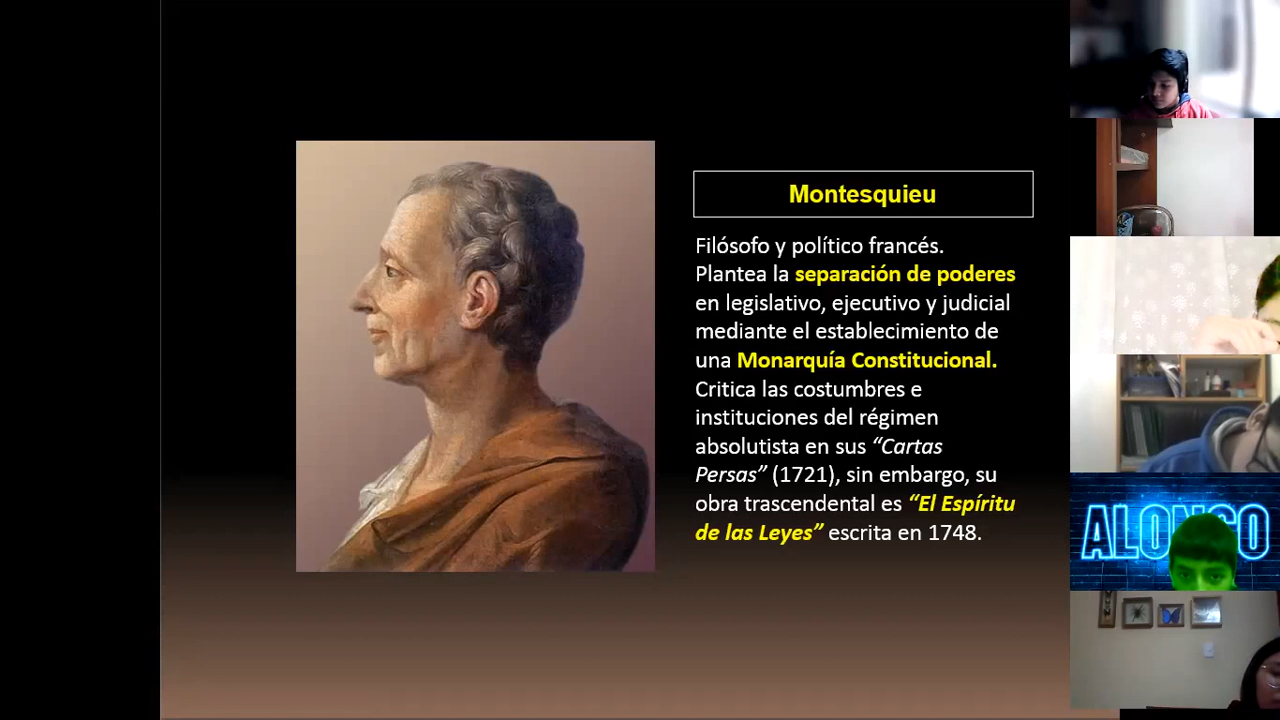 Montesquieu
Filósofo y político francés.
Plantea la separación de poderes
en legislativo, ejecutivo y judicial
mediante el establecimiento de
una Monarquía Constitucional.
Critica las costumbres e
instituciones del régimen
absolutista en sus “Cartas
Persas” (1721), sin embargo, su
obra trascendental es “El Espíritu
de las Leyes” escrita en 1748.
ALONSO